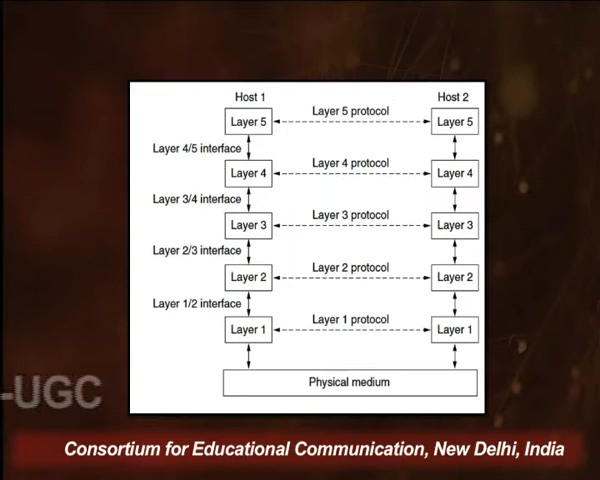 Host 1 Host 2
Layer 5 protocol
Layer 5 Layer 5
Layer 4/5 interface
Layer 4 protocol
Layer 4 Layer 4
Layer 3/4 interface
Layer 3 protocol
Layer 3 Layer 3
Layer 2/3 interface
Layer 2 protocol
Layer 2 Layer 2
Layer 1/2 interface
Layer 1 protocol
Layer 1 Layer 1
Physical medium
-UGC
Consortium for Educational Communication, New Delhi, India